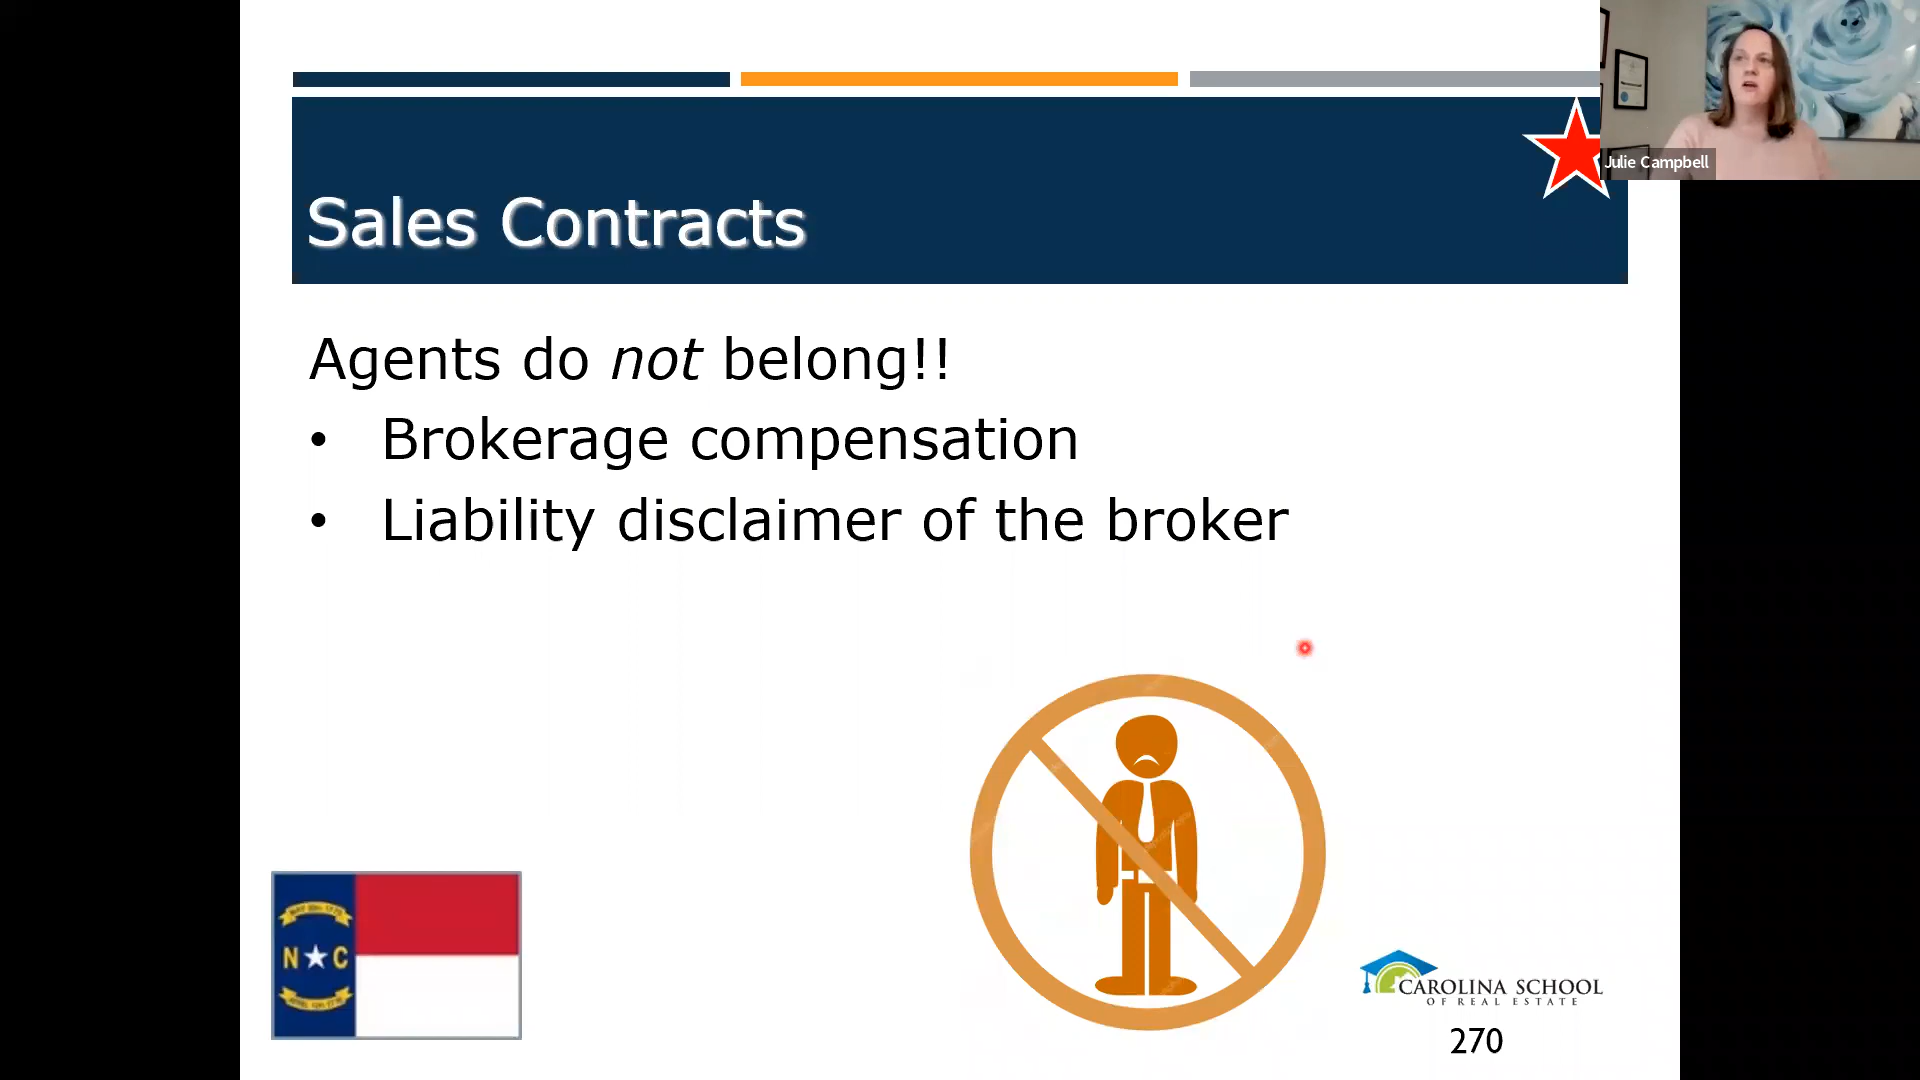 Julie Campbell
Sales Contracts
Agents do not belong!!
• Brokerage compensation
• Liability disclaimer of the broker
N C
CAROLINA SCHOOL
OF REAL ESTATE
270